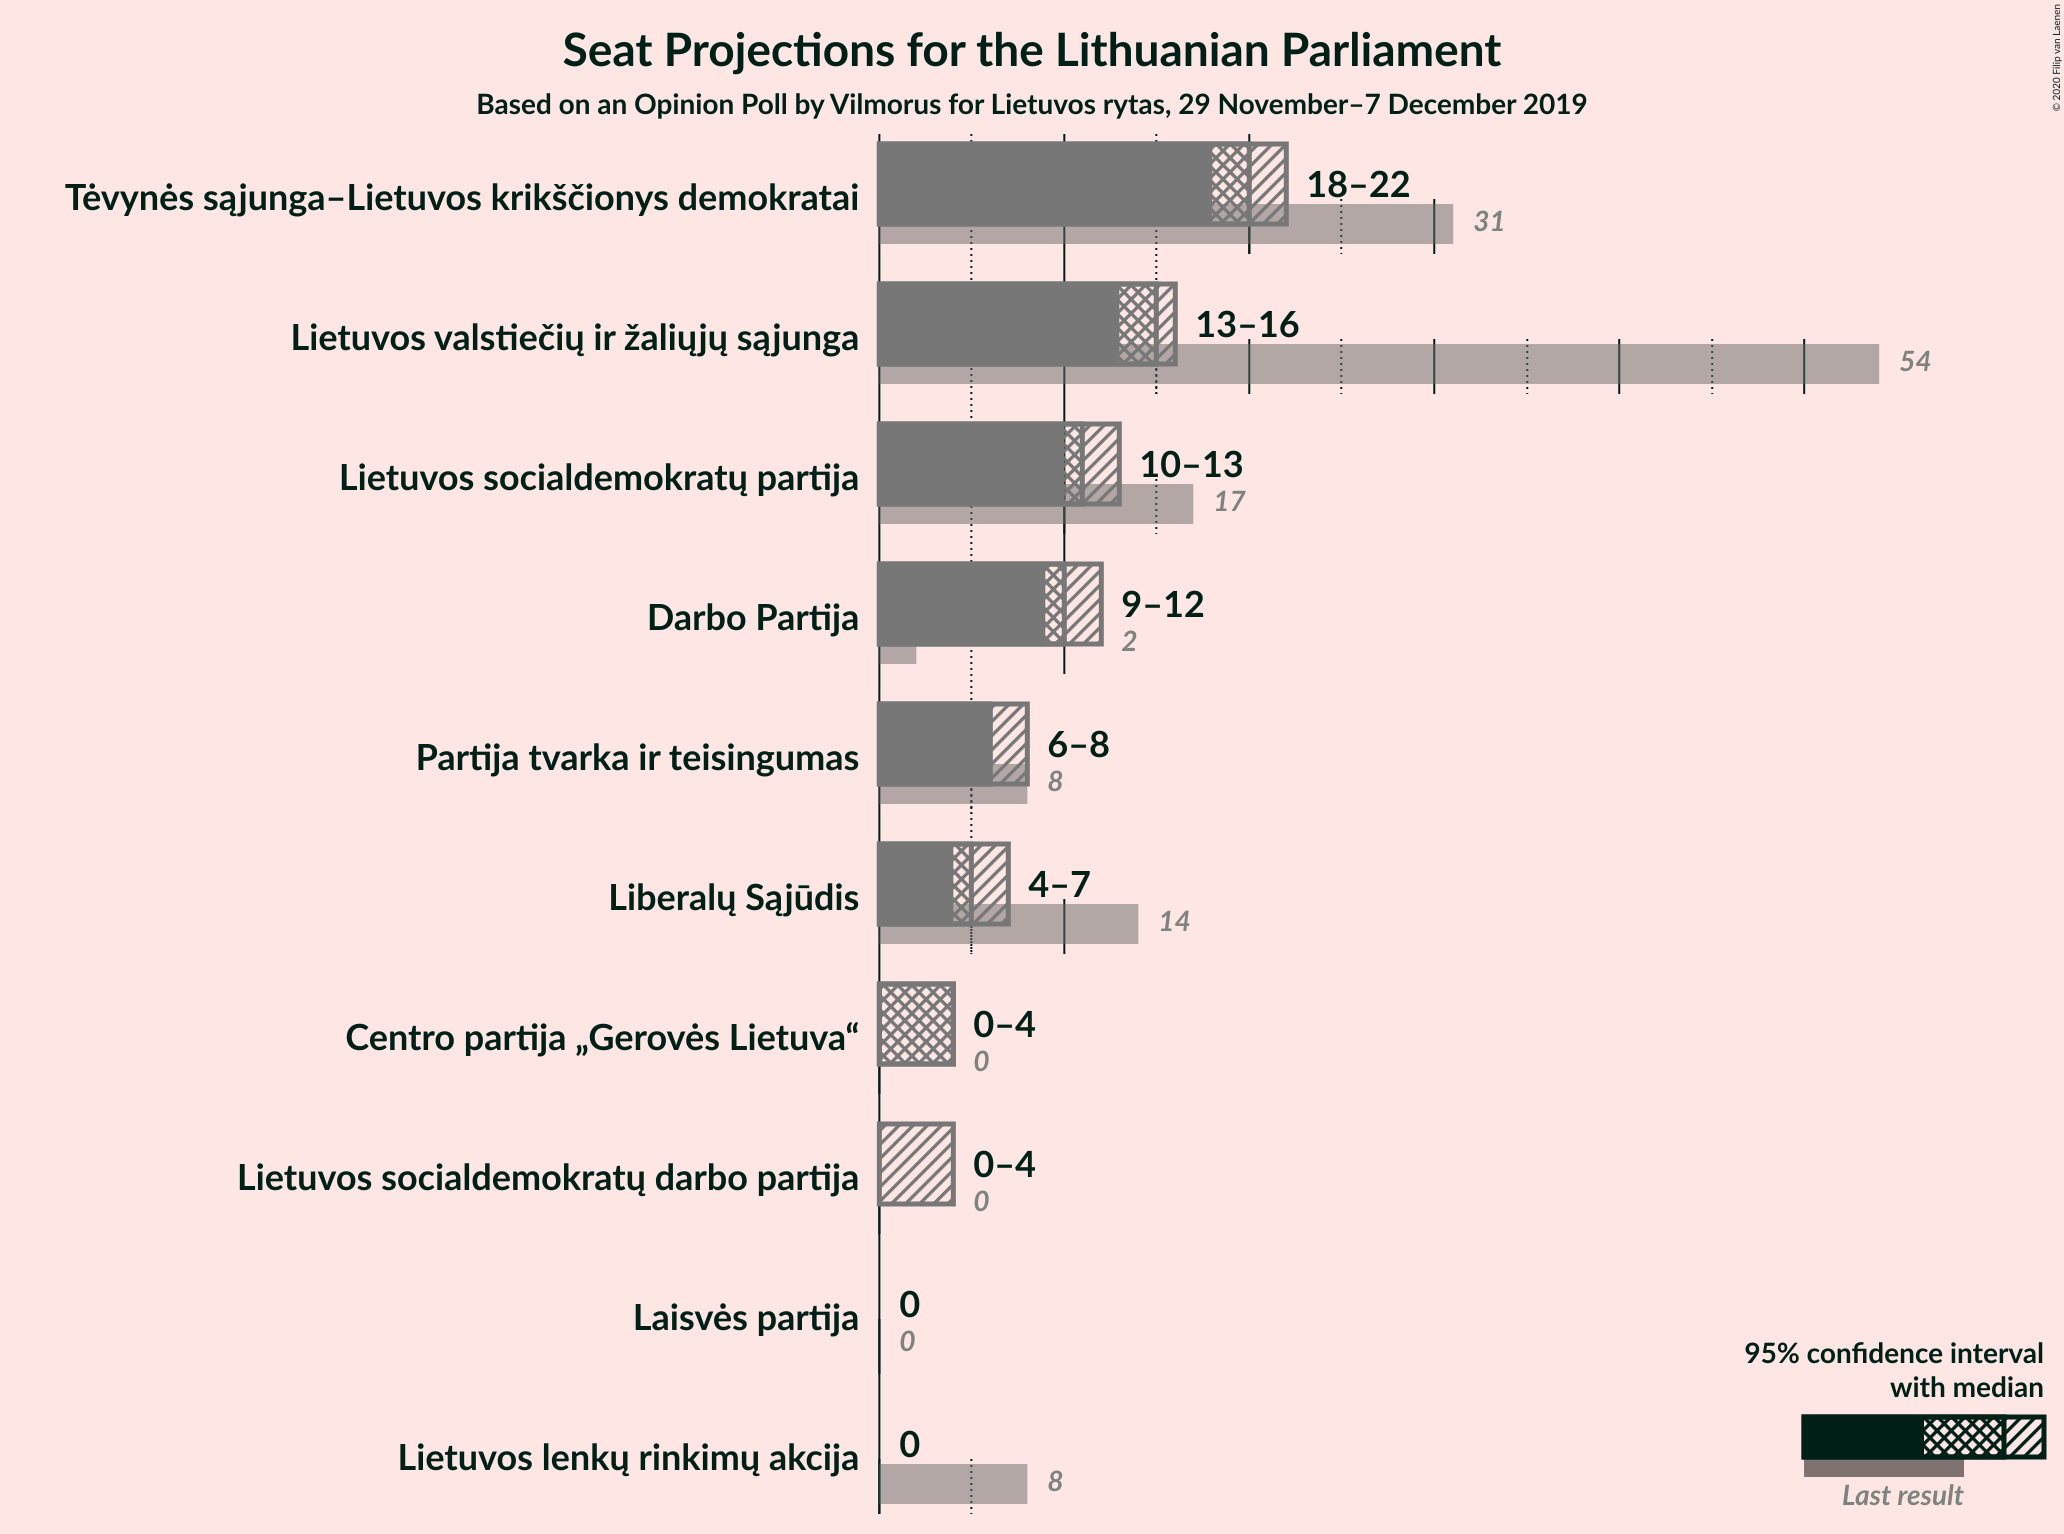 Seat Projections for the Lithuanian Parliament
Based on an Opinion Poll by Vilmorus for Lietuvos rytas, 29 November–7 December 2019
© 2020 Filip van Laenen
Tėvynės sąjunga–Lietuvos krikščionys demokratai
18–22
31
Lietuvos valstiečių ir žaliųjų sąjunga
13–16
54
Lietuvos socialdemokratų partija
10–13
17
Darbo Partija
9–12
2
Partija tvarka ir teisingumas
6–8
8
Liberalų Sąjūdis
4–7
14
Centro partija „Gerovės Lietuva“
0–4
0
Lietuvos socialdemokratų darbo partija
0–4
0
Laisvės partija
0
0
Lietuvos lenkų rinkimų akcija
0
8
95% confidence interval
with median
Last result